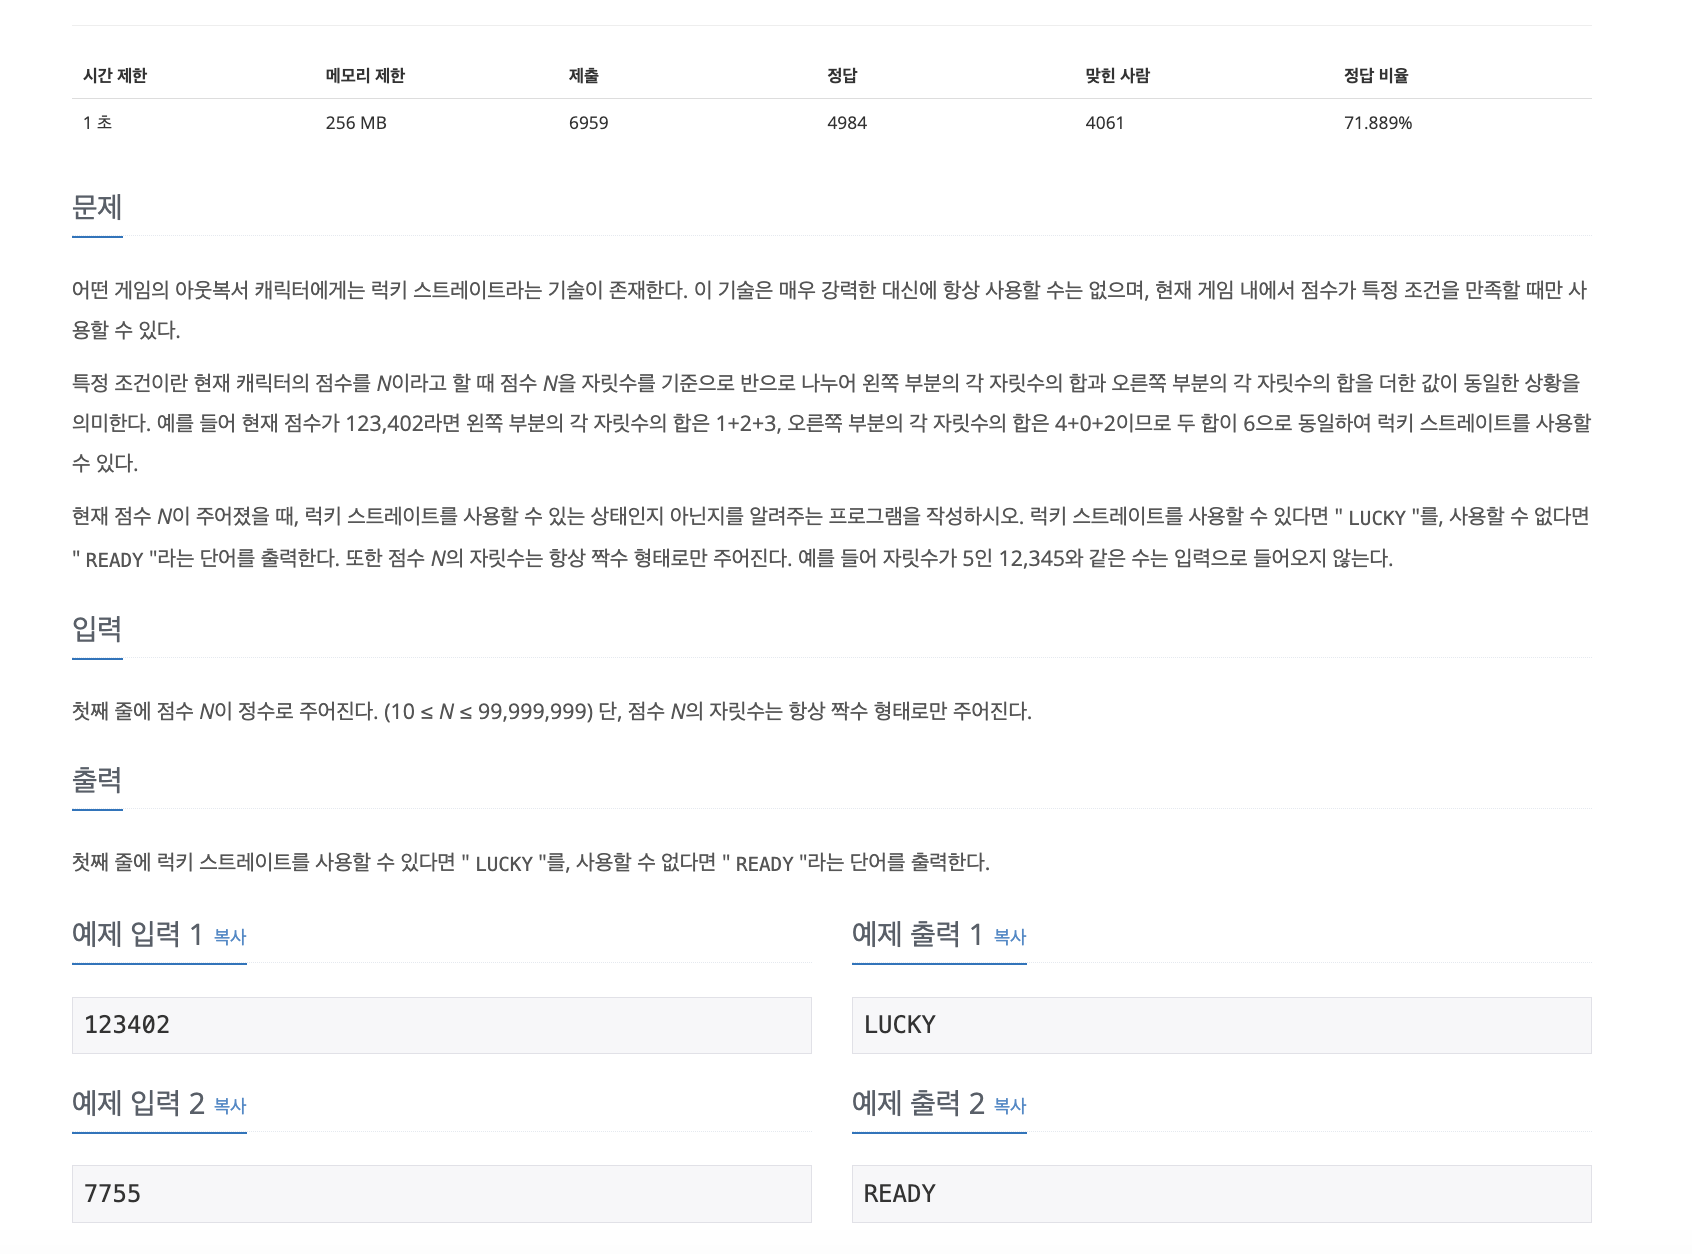 시간 제한 메모리 제한 제출 정답 맞힌 사람 정답 비율
1 초 256 MB 6959 4984 4061 71.889%
문제
어떤 게임의 아웃복서 캐릭터에게는 럭키 스트레이트라는 기술이 존재한다. 이 기술은 매우 강력한 대신에 항상 사용할 수는 없으며, 현재 게임 내에서 점수가 특정 조건을 만족할 때만 사
용할 수 있다.
특정 조건이란 현재 캐릭터의 점수를 N이라고 할 때 점수 N을 자릿수를 기준으로 반으로 나누어 왼쪽 부분의 각 자릿수의 합과 오른쪽 부분의 각 자릿수의 합을 더한 값이 동일한 상황을
의미한다. 예를 들어 현재 점수가 123,402라면 왼쪽 부분의 각 자릿수의 합은 1+2+3, 오른쪽 부분의 각 자릿수의 합은 4+0+2이므로 두 합이 6으로 동일하여 럭키 스트레이트를 사용할
수 있다.
현재 점수 N이 주어졌을 때, 럭키 스트레이트를 사용할 수 있는 상태인지 아닌지를 알려주는 프로그램을 작성하시오. 럭키 스트레이트를 사용할 수 있다면 " LUCKY "를, 사용할 수 없다면
" READY "라는 단어를 출력한다. 또한 점수 N의 자릿수는 항상 짝수 형태로만 주어진다. 예를 들어 자릿수가 5인 12,345와 같은 수는 입력으로 들어오지 않는다.
입력
첫째 줄에 점수 N이 정수로 주어진다. (10 ≤ N ≤ 99,999,999) 단, 점수 N의 자릿수는 항상 짝수 형태로만 주어진다.
출력
첫째 줄에 럭키 스트레이트를 사용할 수 있다면 " LUCKY "를, 사용할 수 없다면 " READY "라는 단어를 출력한다.
예제 입력 1 복사
123402
예제 출력 1 복사
LUCKY
예제 입력 2 복사
7755
예제 출력 2 복사
READY